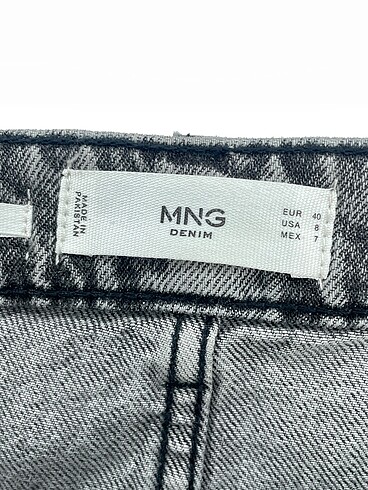 MADE IN
PAKISTAN
MNG
DENIM
EUR 40
USA 8
MEX 7